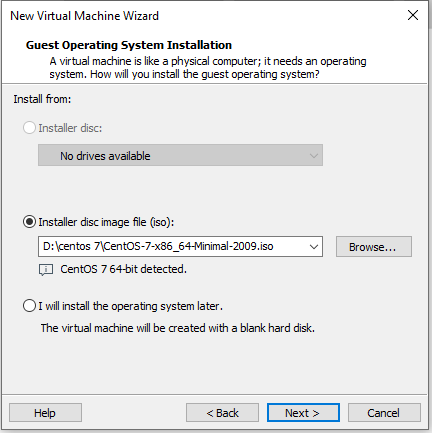 New Virtual Machine Wizard
Guest Operating System Installation
A virtual machine is like a physical computer; it needs an operating
system. How will you install the guest operating system?
Install from:
Installer disc:
No drives available
Installer disc image file (iso):
D:\centos 7\CentOS-7-x86_64-Minimal-2009.iso
Browse...
CentOS 7 64-bit detected.
I will install the operating system later.
The virtual machine will be created with a blank hard disk.
Help
< Back
Next >
Cancel